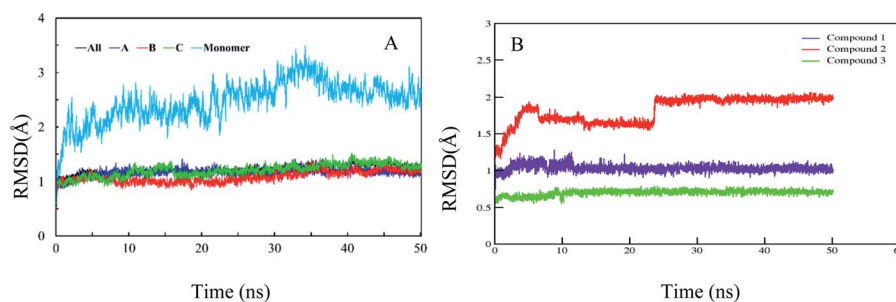 All A B C Monomer
A
4
3
2
1
0
RMSD(Å)
0 10 20 30 40 50
Time (ns)
B
Compound 1
Compound 2
Compound 3
3
2.5
2
1.5
1
0.5
0
RMSD(Å)
0 10 20 30 40 50 6
Time (ns)